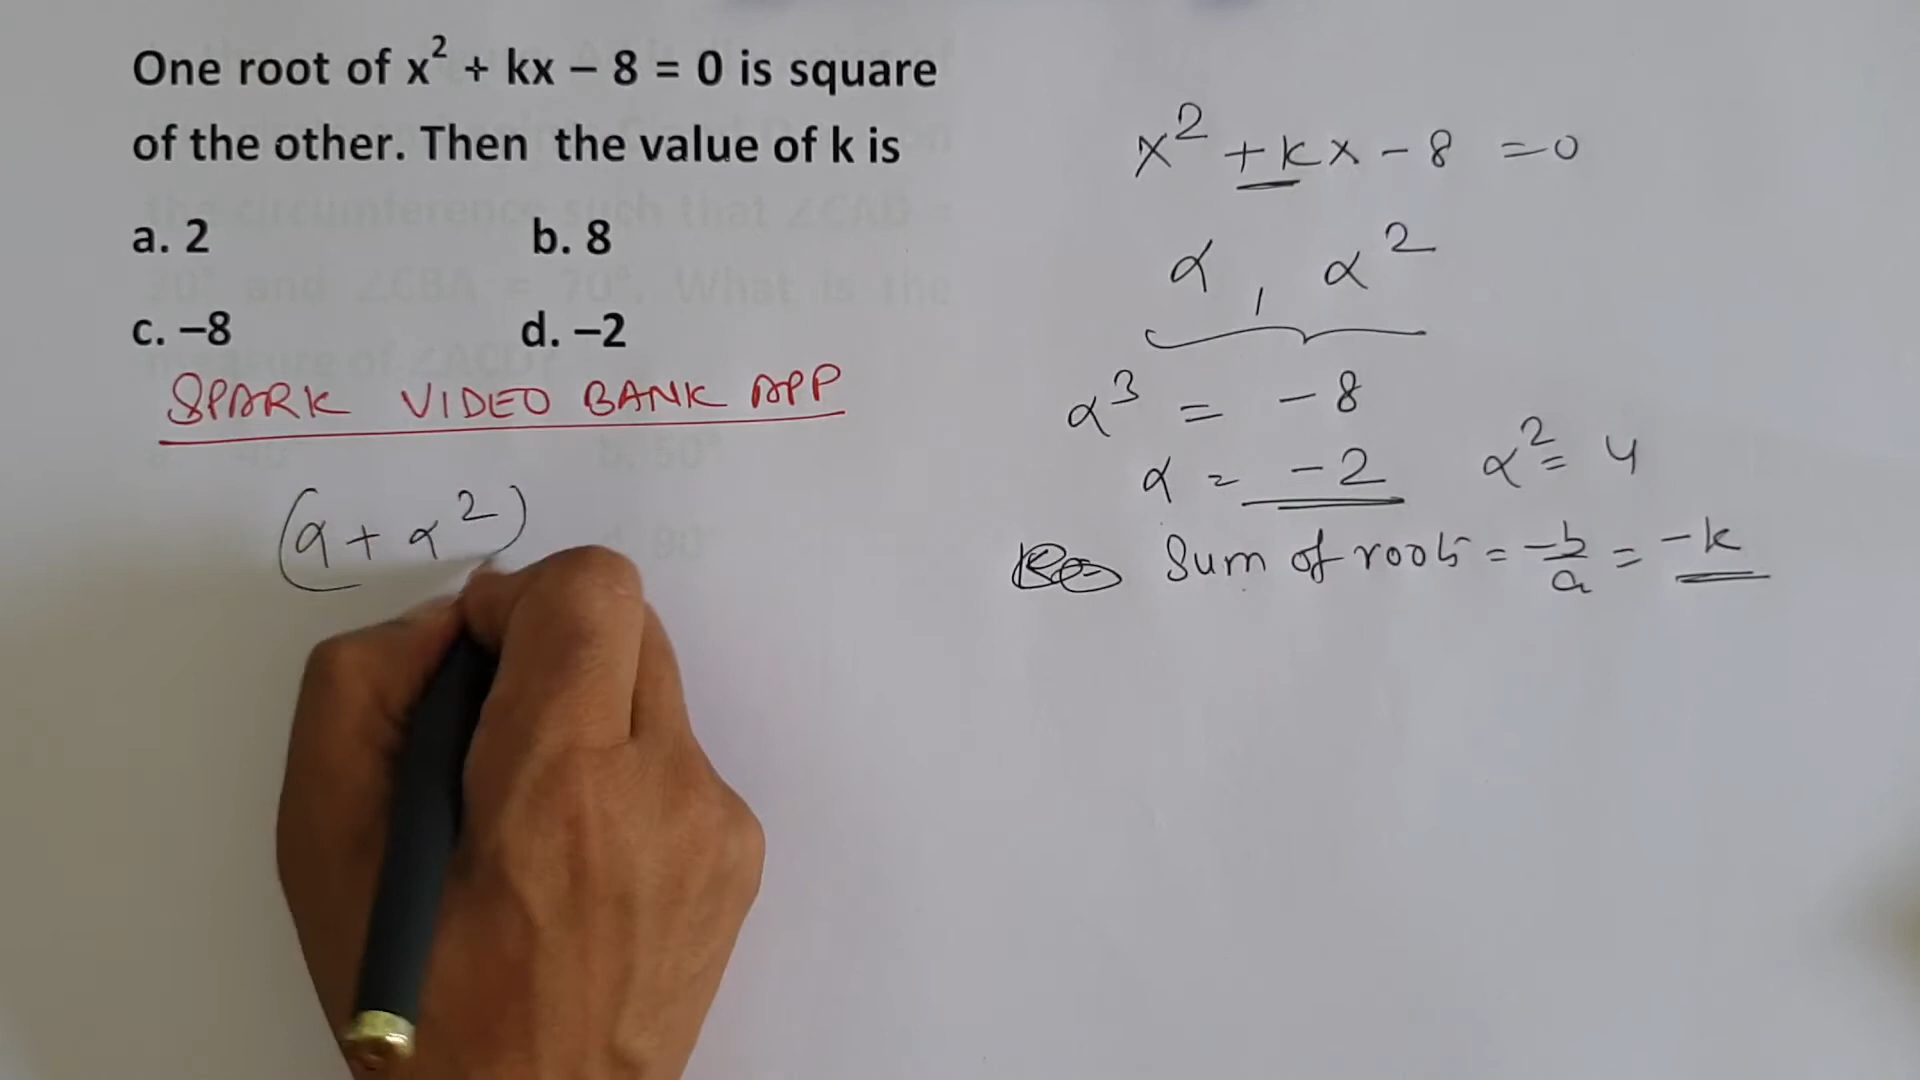 One root of x² + kx – 8 = 0 is square
of the other. Then the value of k is
a. 2 b. 8
c. –8 d. –2
SPARK VIDEO BANK APP
(α + α²)
x² + kx - 8 = 0
α , α²
α³ = - 8
α = - 2 α² = 4
Sum of roots = -b/a = -k